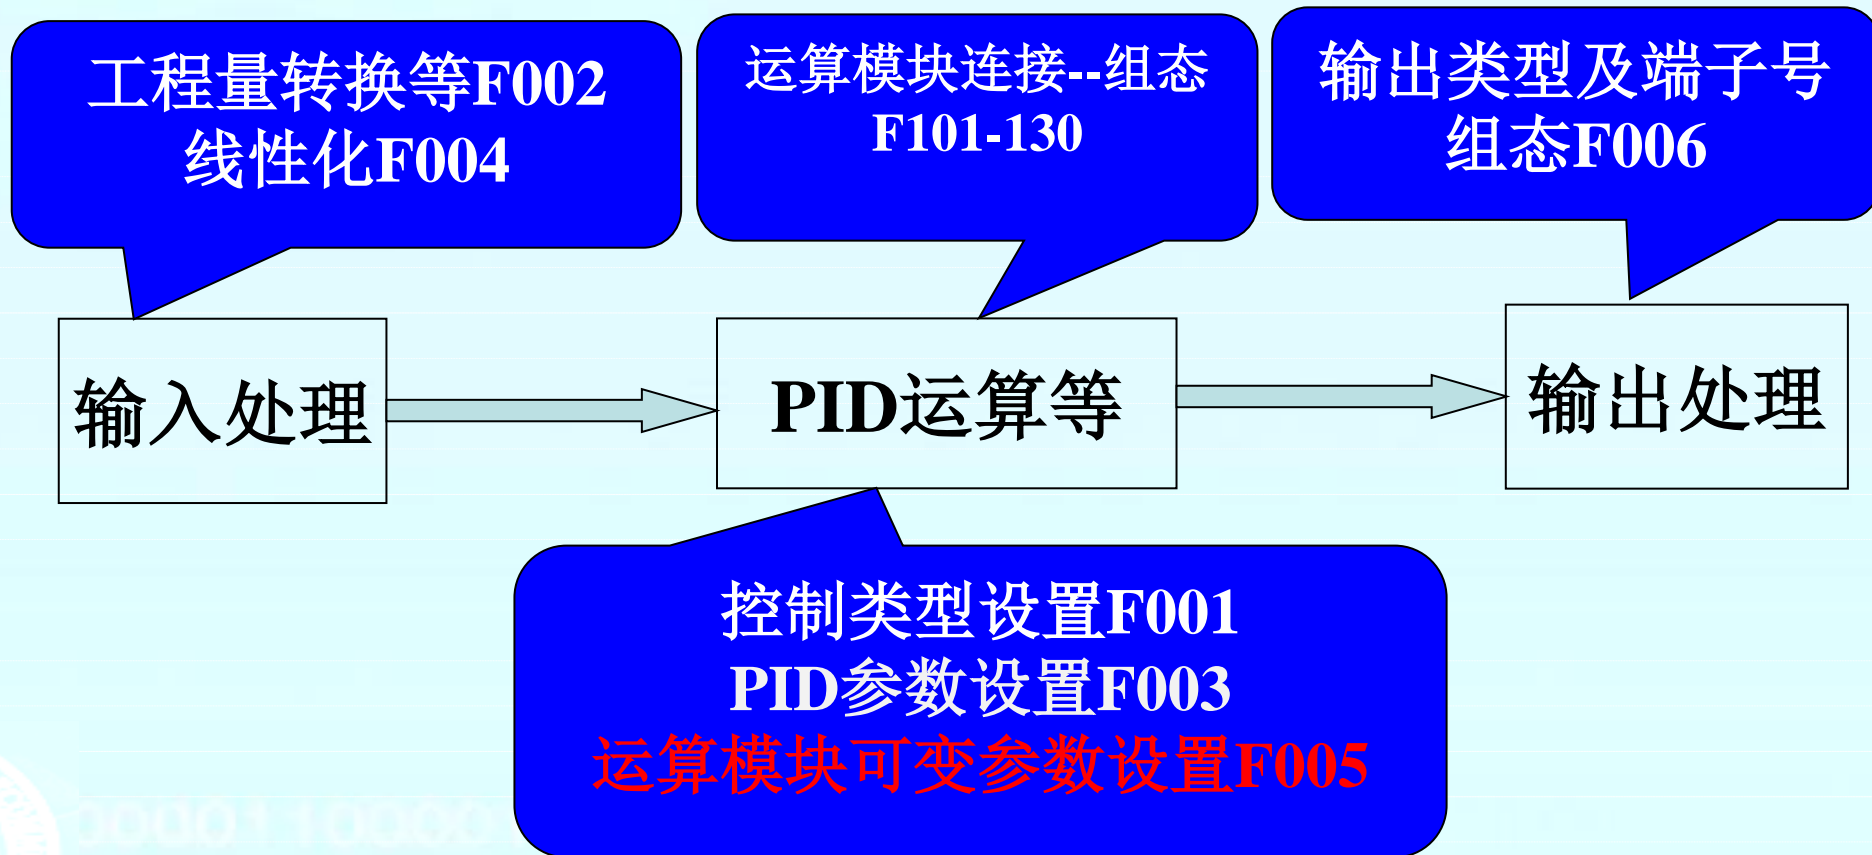 工程量转换等F002
线性化F004
运算模块连接--组态
F101-130
输出类型及端子号
组态F006
输入处理
PID运算等
输出处理
控制类型设置F001
PID参数设置F003
运算模块可变参数设置F005